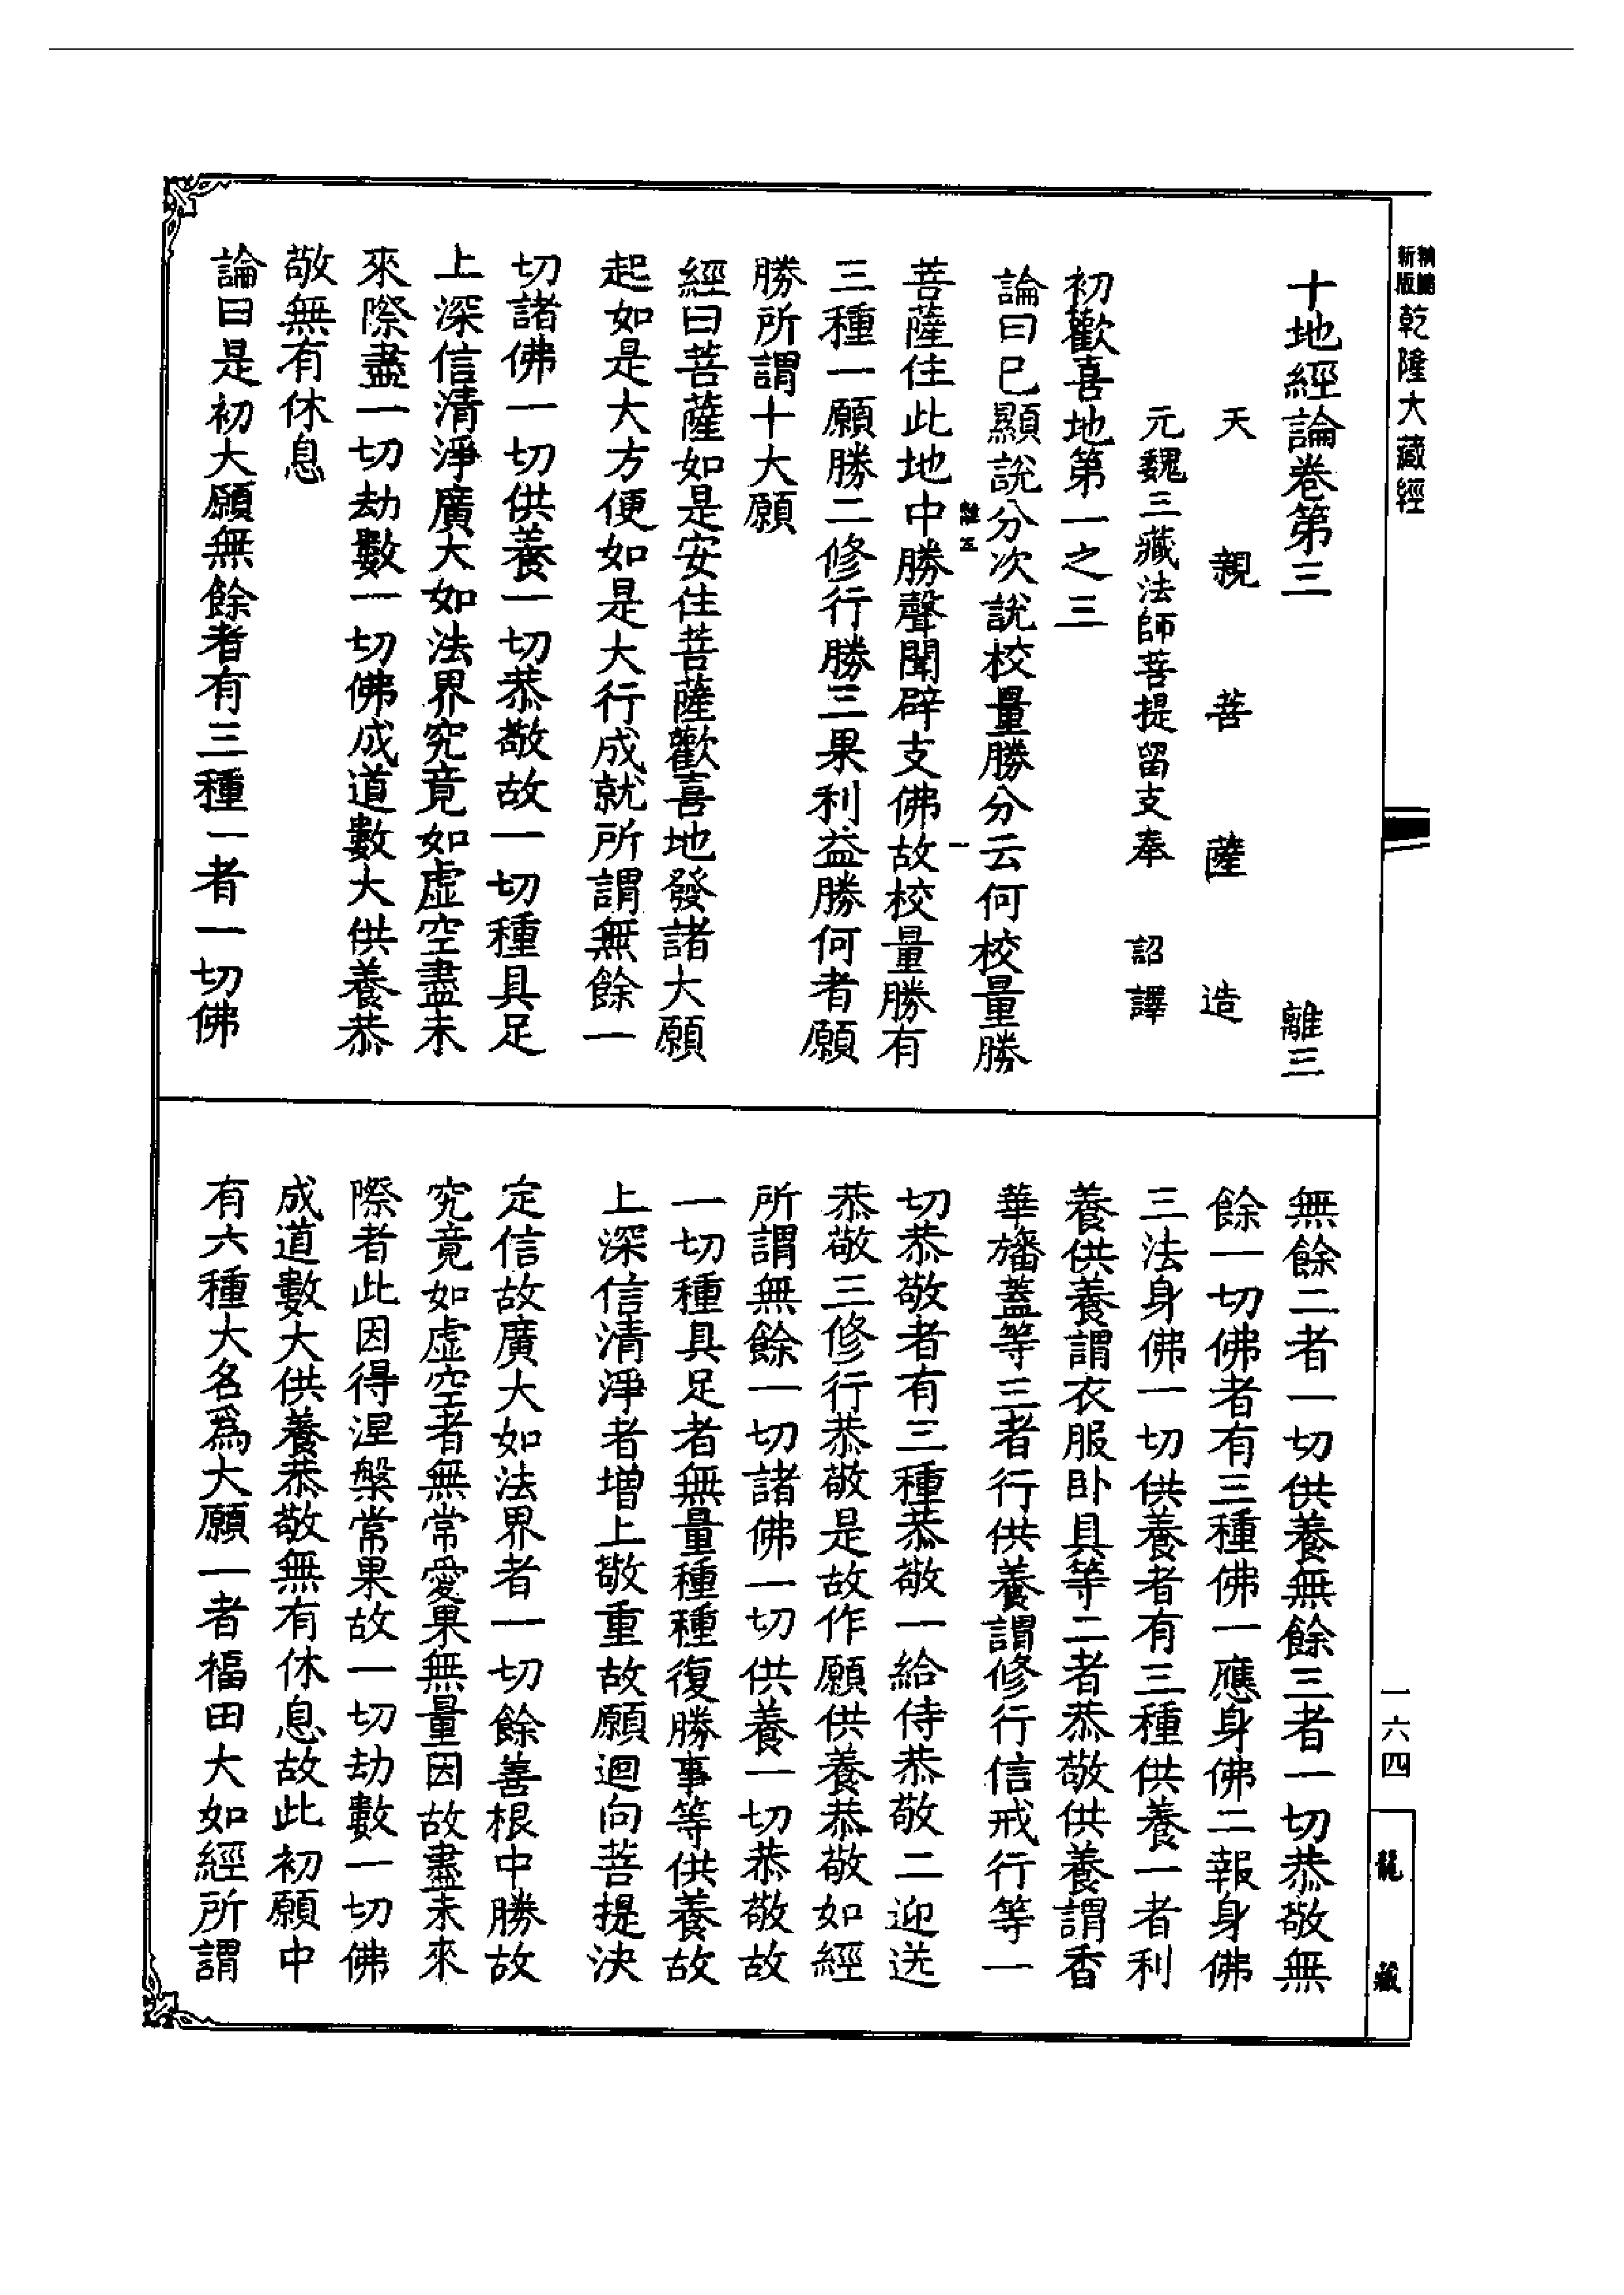 精鵬
新版
乾隆大藏經
十地經論卷第三　離三
天親菩薩造
元魏三藏法師菩提留支奉　詔譯
初歡喜地第一之三
論曰已顯說分次說校量勝分云何校量勝
離五　一
菩薩住此地中勝聲聞辟支佛故校量勝有
三種一願勝二修行勝三果利益勝何者願
勝所謂十大願
經曰菩薩如是安住菩薩歡喜地發諸大願
起如是大方便如是大行成就所謂無餘一
切諸佛一切供養一切恭敬故一切種具足
上深信清淨廣大如法界究竟如虛空盡未
來際盡一切劫數一切佛成道數大供養恭
敬無有休息
論曰是初大願無餘者有三種一者一切佛
無餘二者一切供養無餘三者一切恭敬無
餘一切佛者有三種佛一應身佛二報身佛
三法身佛一切供養者有三種供養一者利
養供養謂衣服卧具等二者恭敬供養謂香
華旛蓋等三者行供養謂修行信戒行等一
切恭敬者有三種恭敬一給侍恭敬二迎送
恭敬三修行恭敬是故作願供養恭敬如經
所謂無餘一切諸佛一切供養一切恭敬故
一切種具足者無量種種復勝事等供養故
上深信清淨者增上敬重故願迴向菩提決
定信故廣大如法界者一切餘善根中勝故
究竟如虛空者無常愛果無量因故盡未來
際者此因得涅槃常果故一切劫數一切佛
成道數大供養恭敬無有休息故此初願中
有六種大名為大願一者福田大如經所謂
一六四
龍藏